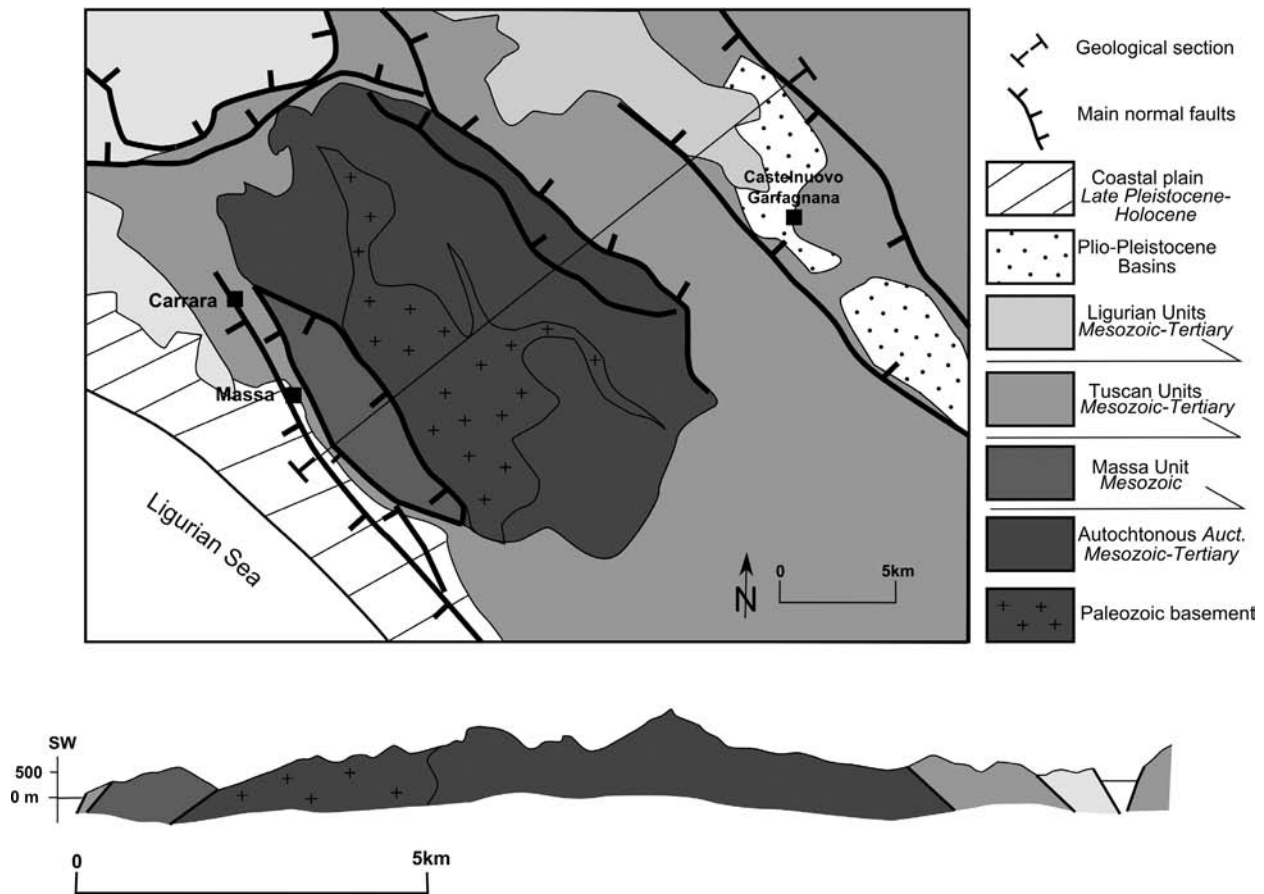 Castelnuovo
Garfagnana
Carrara
Massa
Ligurian Sea
N
0 5km
Geological section
Main normal faults
Coastal plain
Late Pleistocene-
Holocene
Plio-Pleistocene
Basins
Ligurian Units
Mesozoic-Tertiary
Tuscan Units
Mesozoic-Tertiary
Massa Unit
Mesozoic
Autochtonous Auct.
Mesozoic-Tertiary
Paleozoic basement
SW
500
0 m
0 5km